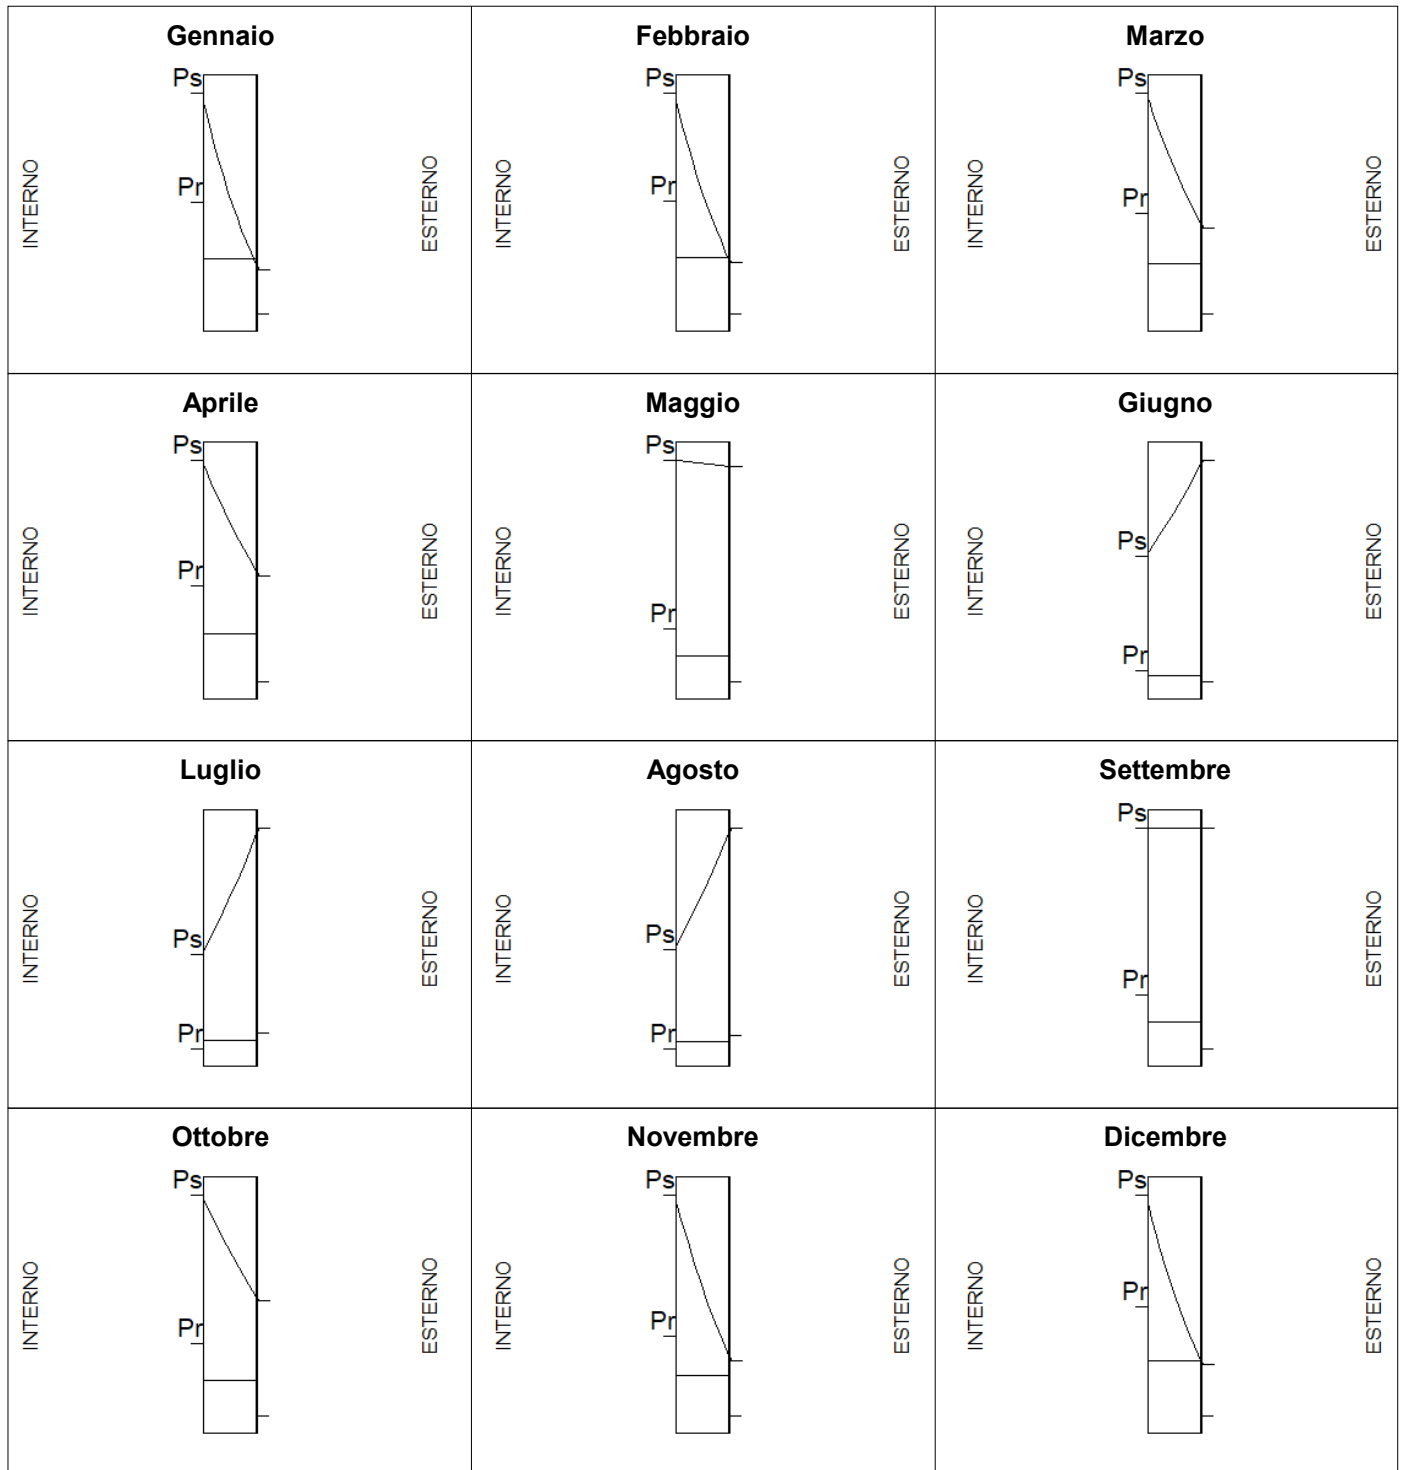 Gennaio
Ps
Pr
INTERNO
ESTERNO
Febbraio
Ps
Pr
INTERNO
ESTERNO
Marzo
Ps
Pr
INTERNO
ESTERNO
Aprile
Ps
Pr
INTERNO
ESTERNO
Maggio
Ps
Pr
INTERNO
ESTERNO
Giugno
Ps
Pr
INTERNO
ESTERNO
Luglio
Ps
Pr
INTERNO
ESTERNO
Agosto
Ps
Pr
INTERNO
ESTERNO
Settembre
Ps
Pr
INTERNO
ESTERNO
Ottobre
Ps
Pr
INTERNO
ESTERNO
Novembre
Ps
Pr
INTERNO
ESTERNO
Dicembre
Ps
Pr
INTERNO
ESTERNO